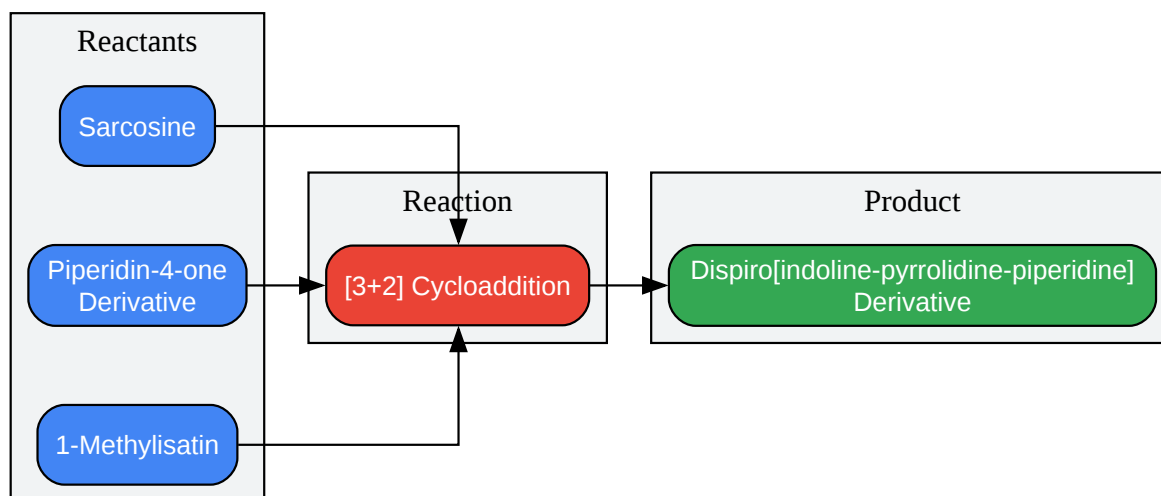 Reactants
Sarcosine
Piperidin-4-one
Derivative
1-Methylisatin
Reaction
[3+2] Cycloaddition
Product
Dispiro[indoline-pyrrolidine-piperidine]
Derivative